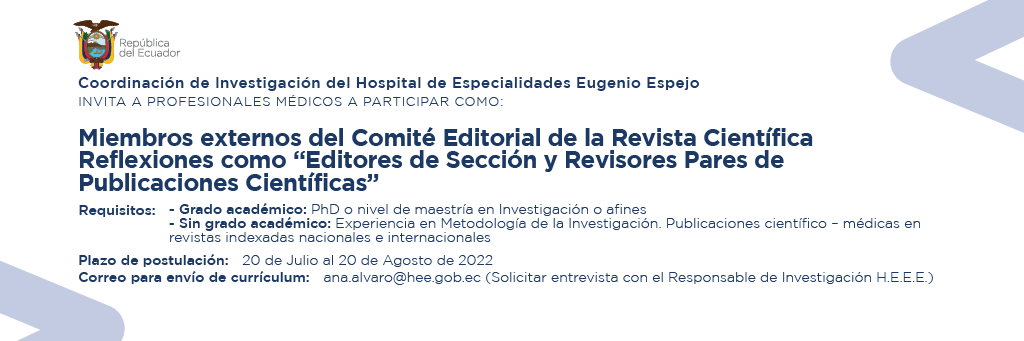 República
del Ecuador
Coordinación de Investigación del Hospital de Especialidades Eugenio Espejo
INVITA A PROFESIONALES MÉDICOS A PARTICIPAR COMO:
Miembros externos del Comité Editorial de la Revista Científica
Reflexiones como “Editores de Sección y Revisores Pares de
Publicaciones Científicas”
Requisitos: - Grado académico: PhD o nivel de maestría en Investigación o afines
- Sin grado académico: Experiencia en Metodología de la Investigación. Publicaciones científico – médicas en
revistas indexadas nacionales e internacionales
Plazo de postulación: 20 de Julio al 20 de Agosto de 2022
Correo para envío de currículum: ana.alvaro@hee.gob.ec (Solicitar entrevista con el Responsable de Investigación H.E.E.E.)